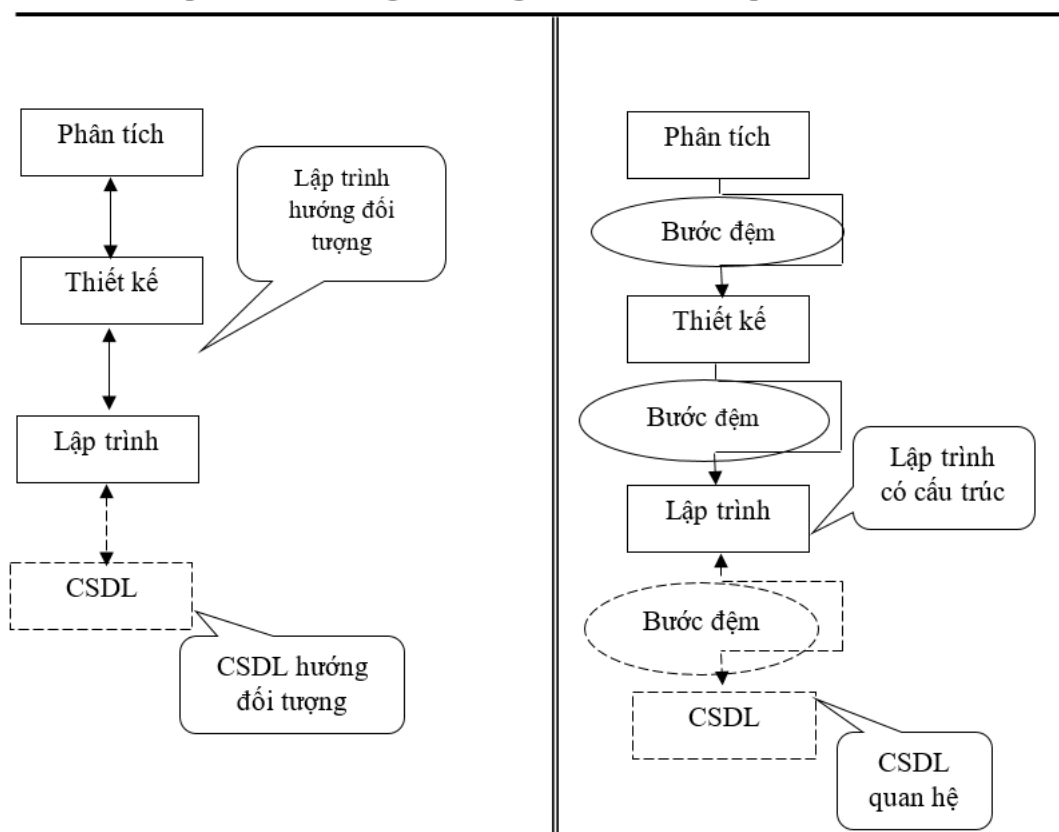 Phân tích
Lập trình
hướng đối
tượng
Thiết kế
Lập trình
CSDL
CSDL hướng
đối tượng
Phân tích
Bước đệm
Thiết kế
Bước đệm
Lập trình
có cấu trúc
Lập trình
Bước đệm
CSDL
CSDL
quan hệ